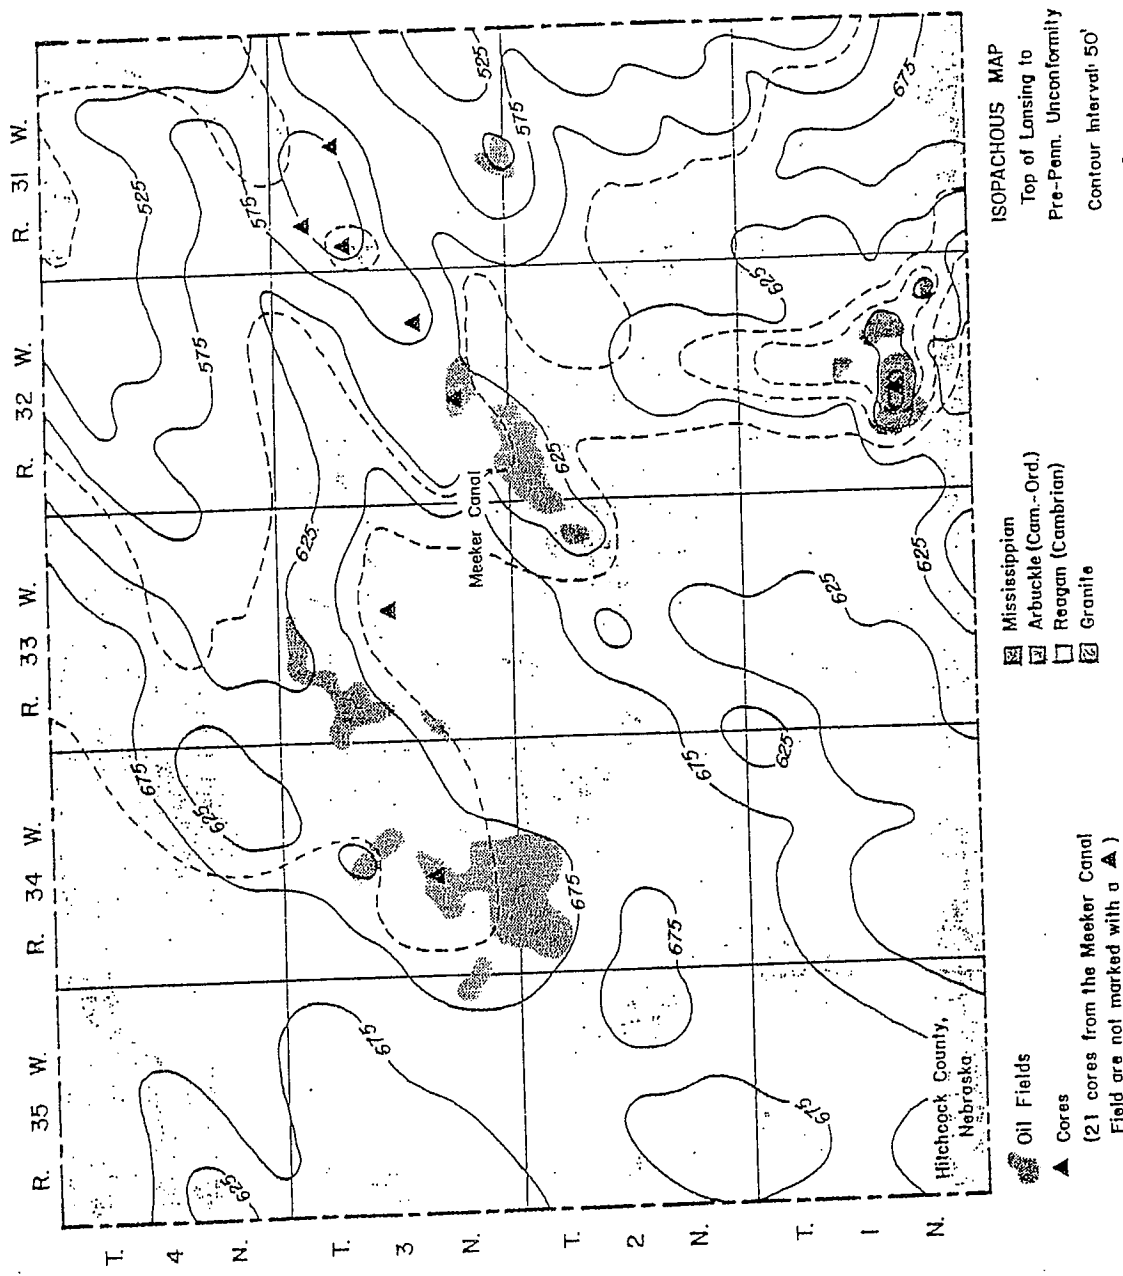 R. 35 W.
R. 34 W.
R. 33 W.
R. 32 W.
R. 31 W.
T.
4
N.
T.
3
N.
T.
2
N.
T.
1
N.
525
575
575
525
575
625
675
625
625
675
675
625
675
675
625
675
625
625
625
625
675
675
Meeker Canal
Hitchcock County,
Nebraska
Oil Fields
Cores
(21 cores from the Meeker Canal
Field are not marked with a ▲ )
Mississippian
Arbuckle (Cam.-Ord.)
Reagan (Cambrian)
Granite
ISOPACHOUS MAP
Top of Lansing to
Pre-Penn. Unconformity
Contour Interval: 50'